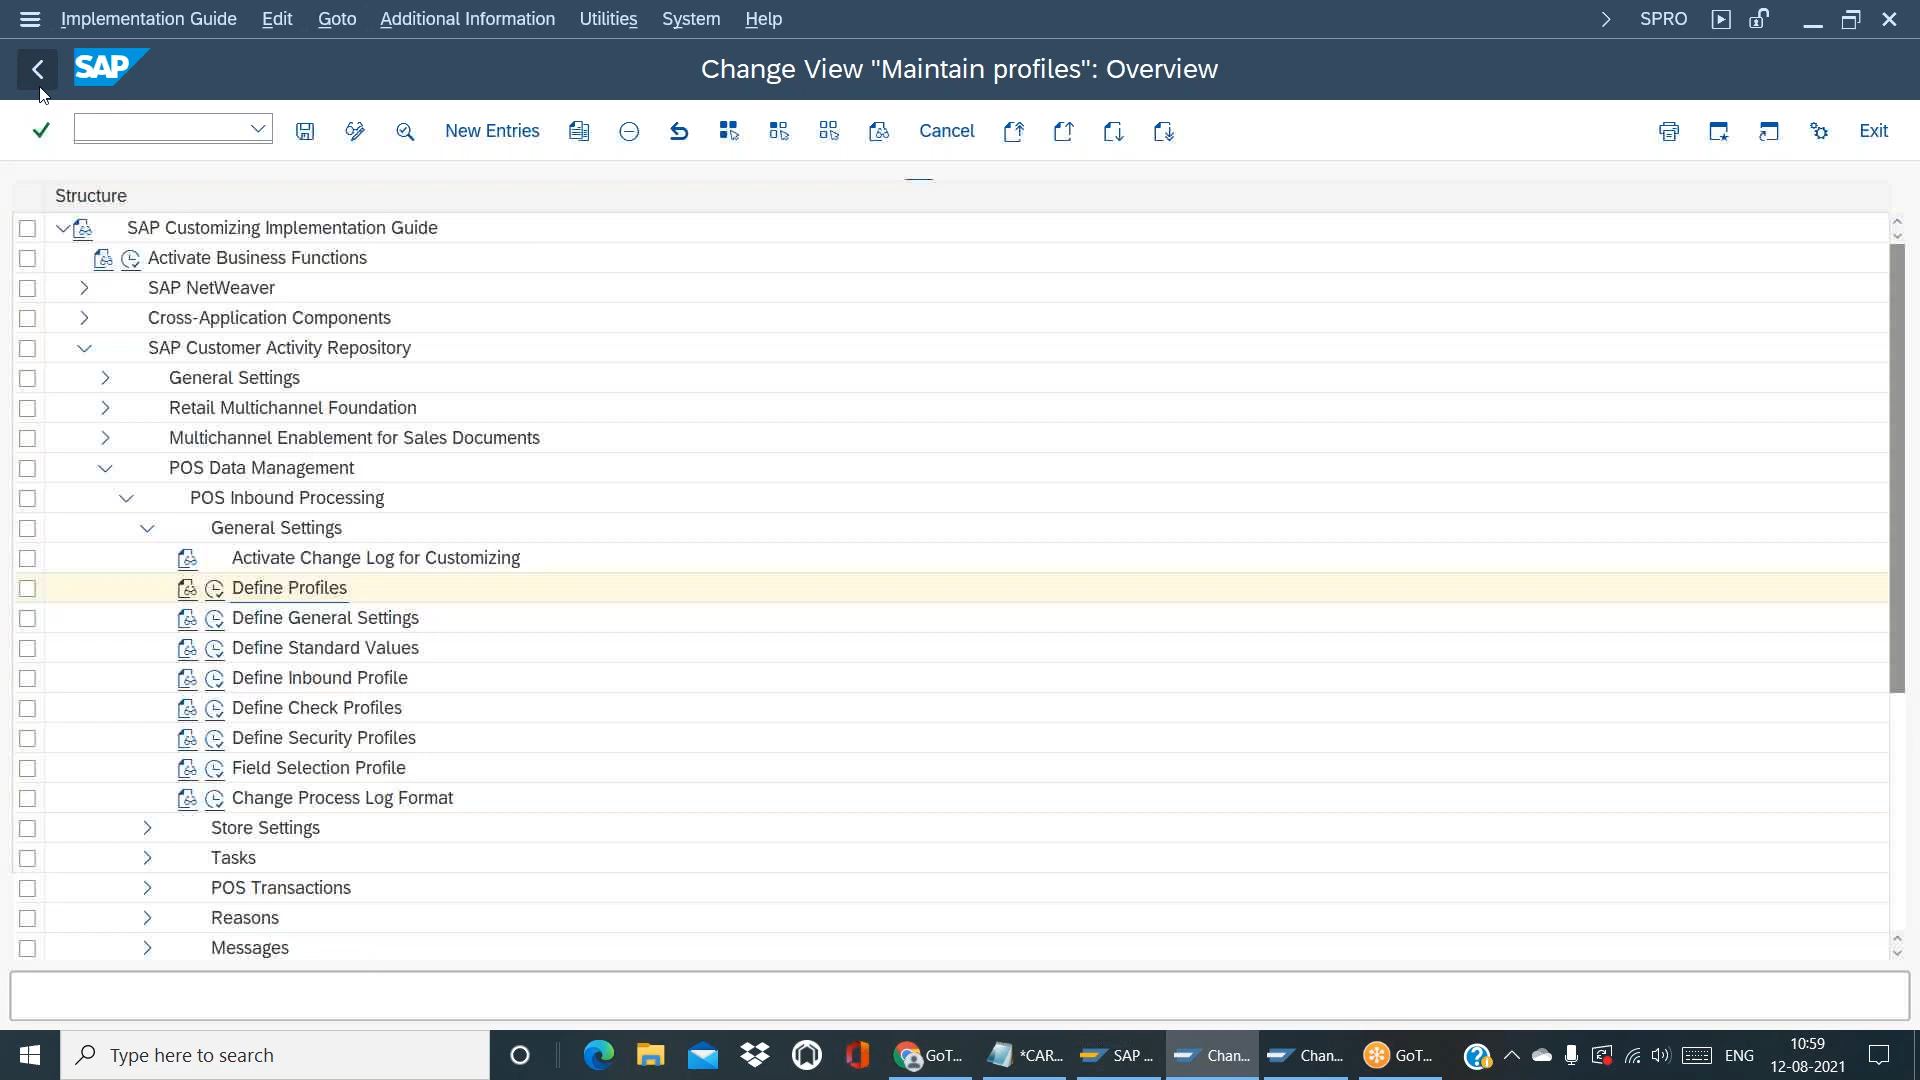 Implementation Guide Edit Goto Additional Information Utilities System Help SPRO
SAP Change View "Maintain profiles": Overview
New Entries Cancel Exit
Structure
SAP Customizing Implementation Guide
Activate Business Functions
SAP NetWeaver
Cross-Application Components
SAP Customer Activity Repository
General Settings
Retail Multichannel Foundation
Multichannel Enablement for Sales Documents
POS Data Management
POS Inbound Processing
General Settings
Activate Change Log for Customizing
Define Profiles
Define General Settings
Define Standard Values
Define Inbound Profile
Define Check Profiles
Define Security Profiles
Field Selection Profile
Change Process Log Format
Store Settings
Tasks
POS Transactions
Reasons
Messages
Type here to search GoT... *CAR... SAP ... Chan... Chan... GoT... ENG 10:59
12-08-2021